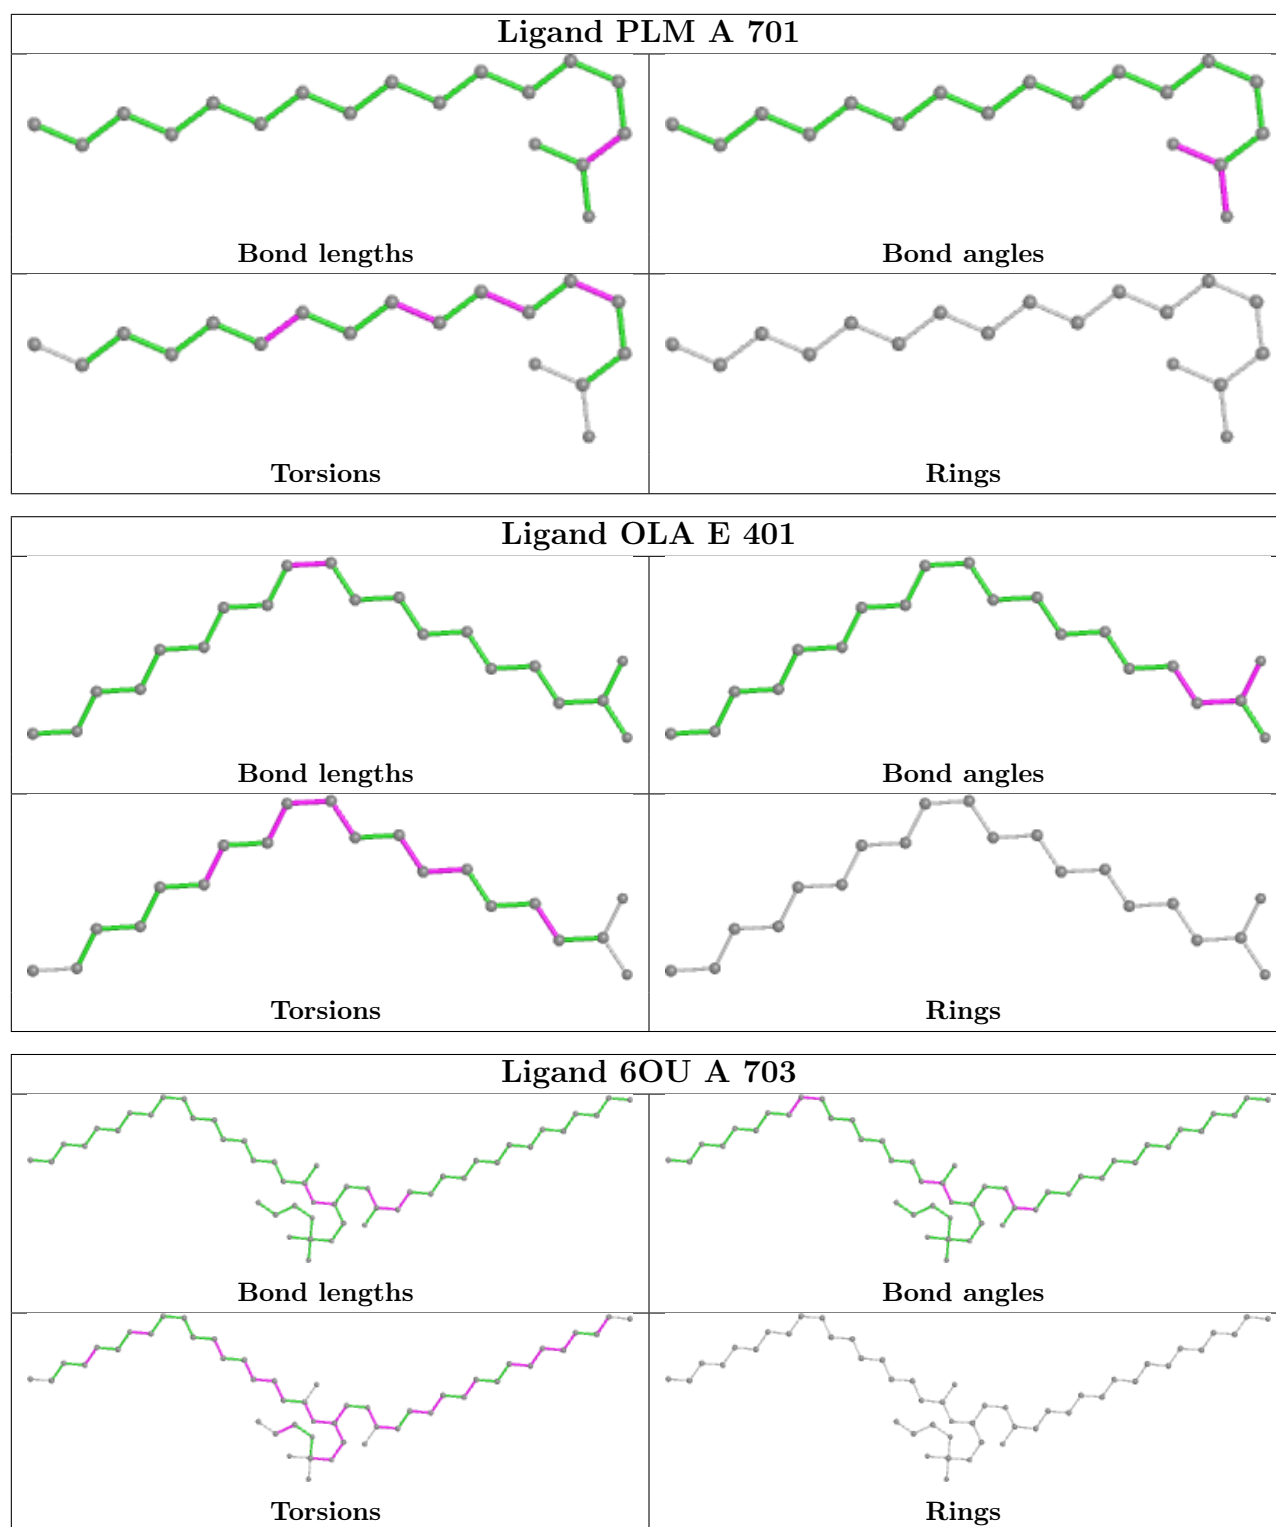 Ligand PLM A 701
Bond lengths
Bond angles
Torsions
Rings
Ligand OLA E 401
Bond lengths
Bond angles
Torsions
Rings
Ligand 6OU A 703
Bond lengths
Bond angles
Torsions
Rings